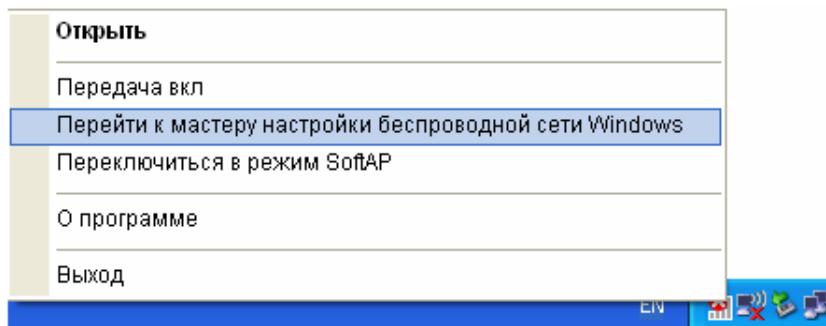 Открыть
Передача вкл
Перейти к мастеру настройки беспроводной сети Windows
Переключиться в режим SoftAP
О программе
Выход
EN